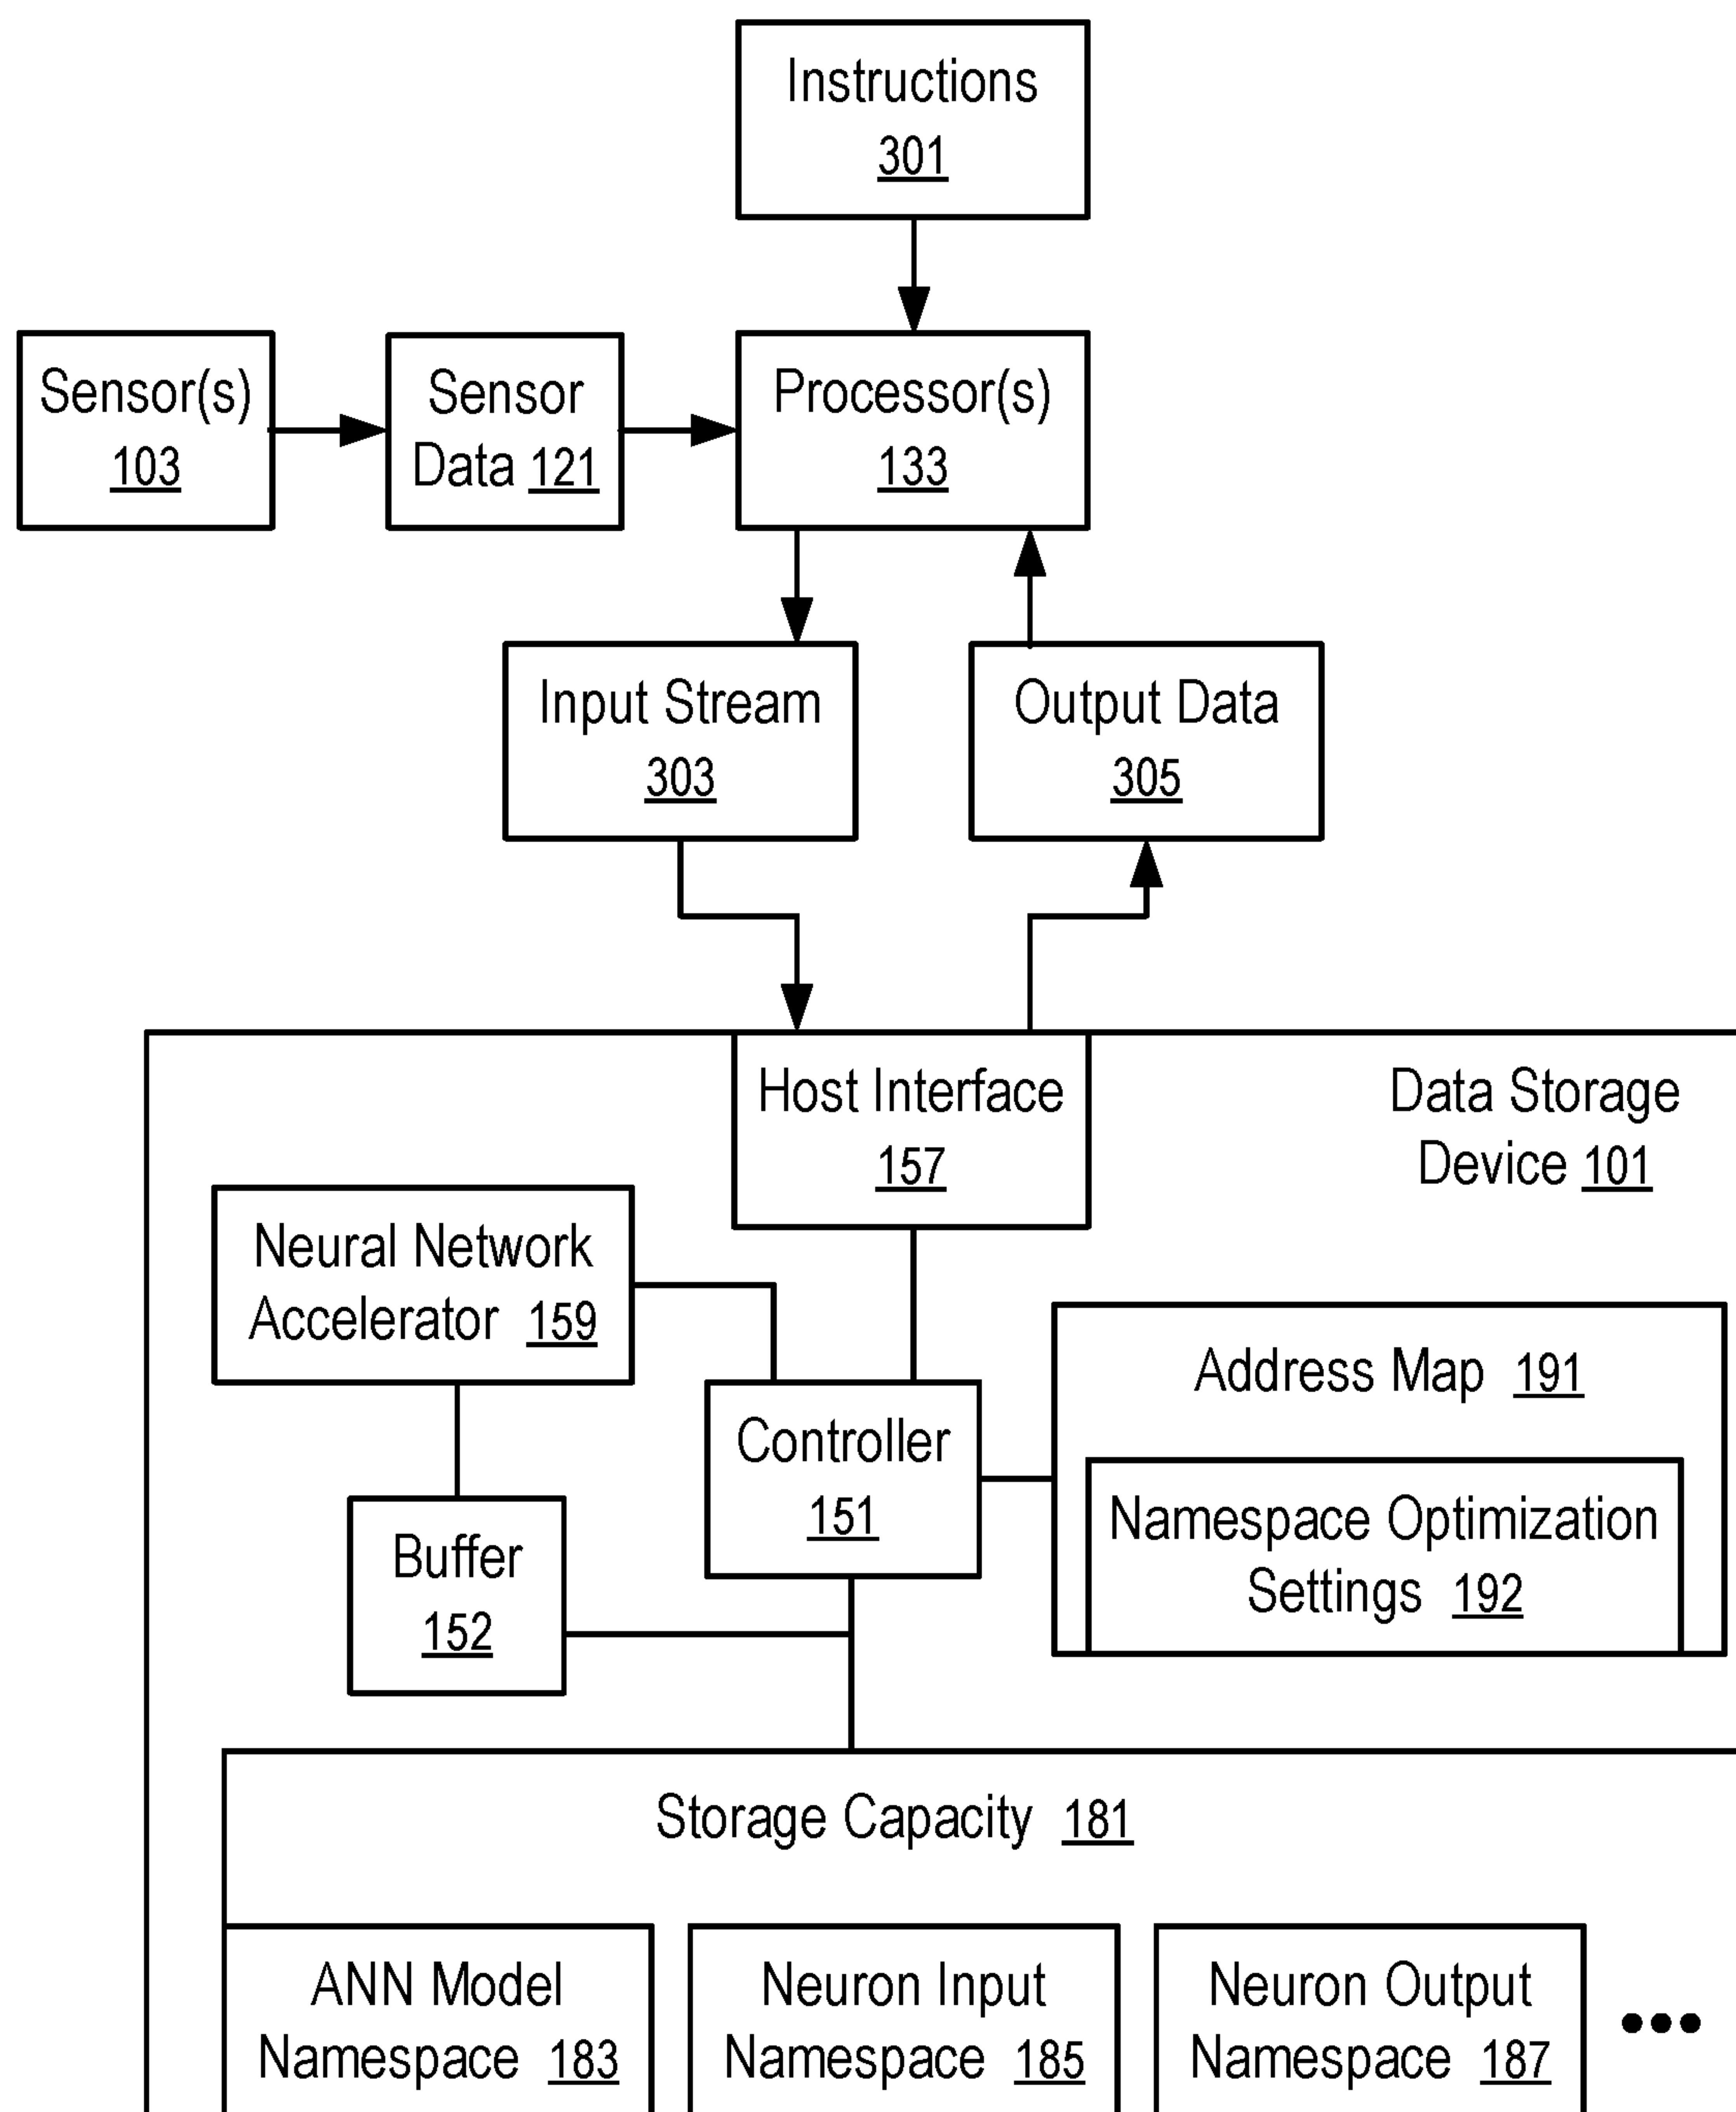 Instructions
301
Sensor(s)
103
Sensor
Data 121
Processor(s)
133
Input Stream
303
Output Data
305
Host Interface
157
Data Storage
Device 101
Neural Network
Accelerator 159
Address Map 191
Controller
151
Namespace Optimization
Settings 192
Buffer
152
Storage Capacity 181
ANN Model
Namespace 183
Neuron Input
Namespace 185
Neuron Output
Namespace 187
•••